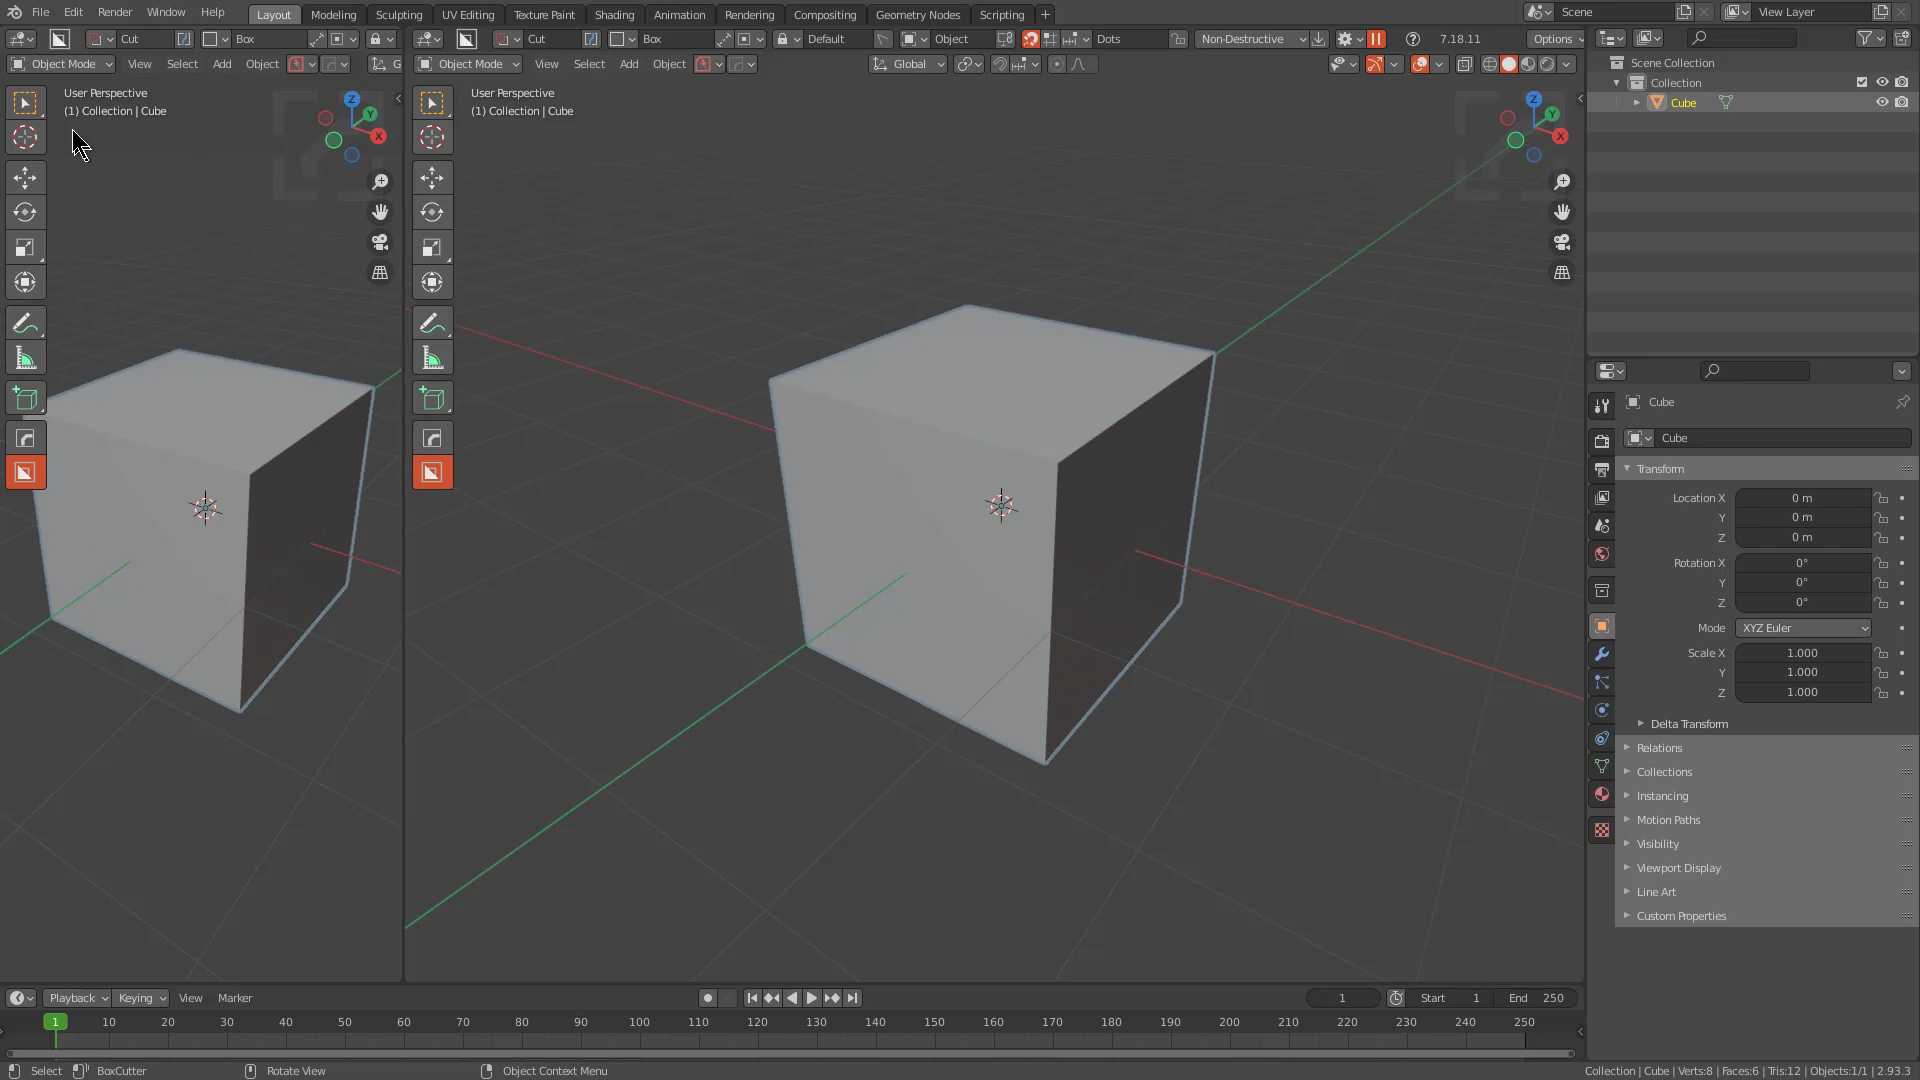 File Edit Render Window Help Layout Modeling Sculpting UV Editing Texture Paint Shading Animation Rendering Compositing Geometry Nodes Scripting + Scene View Layer
Cut Box Cut Box Default Object Dots Non-Destructive 7.18.11 Options
Object Mode View Select Add Object G Object Mode View Select Add Object Global
User Perspective
(1) Collection | Cube
Z
Y
X
User Perspective
(1) Collection | Cube
Z
Y
X
Scene Collection
Collection
Cube
Cube
Cube
Transform
Location X 0 m
Y 0 m
Z 0 m
Rotation X 0°
Y 0°
Z 0°
Mode XYZ Euler
Scale X 1.000
Y 1.000
Z 1.000
Delta Transform
Relations
Collections
Instancing
Motion Paths
Visibility
Viewport Display
Line Art
Custom Properties
Playback Keying View Marker 1 Start 1 End 250
1 10 20 30 40 50 60 70 80 90 100 110 120 130 140 150 160 170 180 190 200 210 220 230 240 250
Select BoxCutter Rotate View Object Context Menu Collection | Cube | Verts:8 | Faces:6 | Tris:12 | Objects:1/1 | 2.93.3